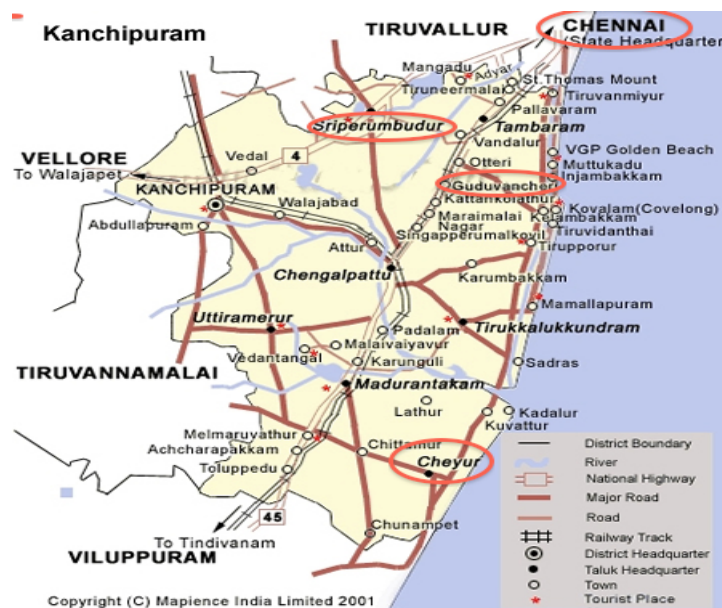 Kanchipuram
TIRUVALLUR
CHENNAI
(State Headquarter
Mangadu
Adyar
St.Thomas Mount
Tiruneermalai
Tiruvanmiyur
Pallavaram
Sriperumbudur
Tambaram
Vandalur
VGP Golden Beach
VELLORE
4
Otteri
Muttukadu
To Walajapet
Vedal
Injambakkam
KANCHIPURAM
Guduvancheri
Kattankolathur
Walajabad
Kovalam(Covelong)
Maraimalai
Nagar
Kelambakkam
Abdullapuram
Tiruvidanthai
Singapperumalkovil
Attur
Tirupporur
Chengalpattu
Karumbakkam
Mamallapuram
Uttiramerur
Padalam
Tirukkalukkundram
Malaivaiyavur
Vedantangal
Karunguli
Sadras
TIRUVANNAMALAI
Madurantakam
Lathur
Kadalur
Kuvattur
Melmaruvathur
Achcharapakkam
Chittamur
Toluppedu
Cheyur
45
To Tindivanam
Chunampet
VILUPPURAM
District Boundary
River
National Highway
Major Road
Road
Railway Track
District Headquarter
Taluk Headquarter
Town
Tourist Place
Copyright (C) Mapience India Limited 2001